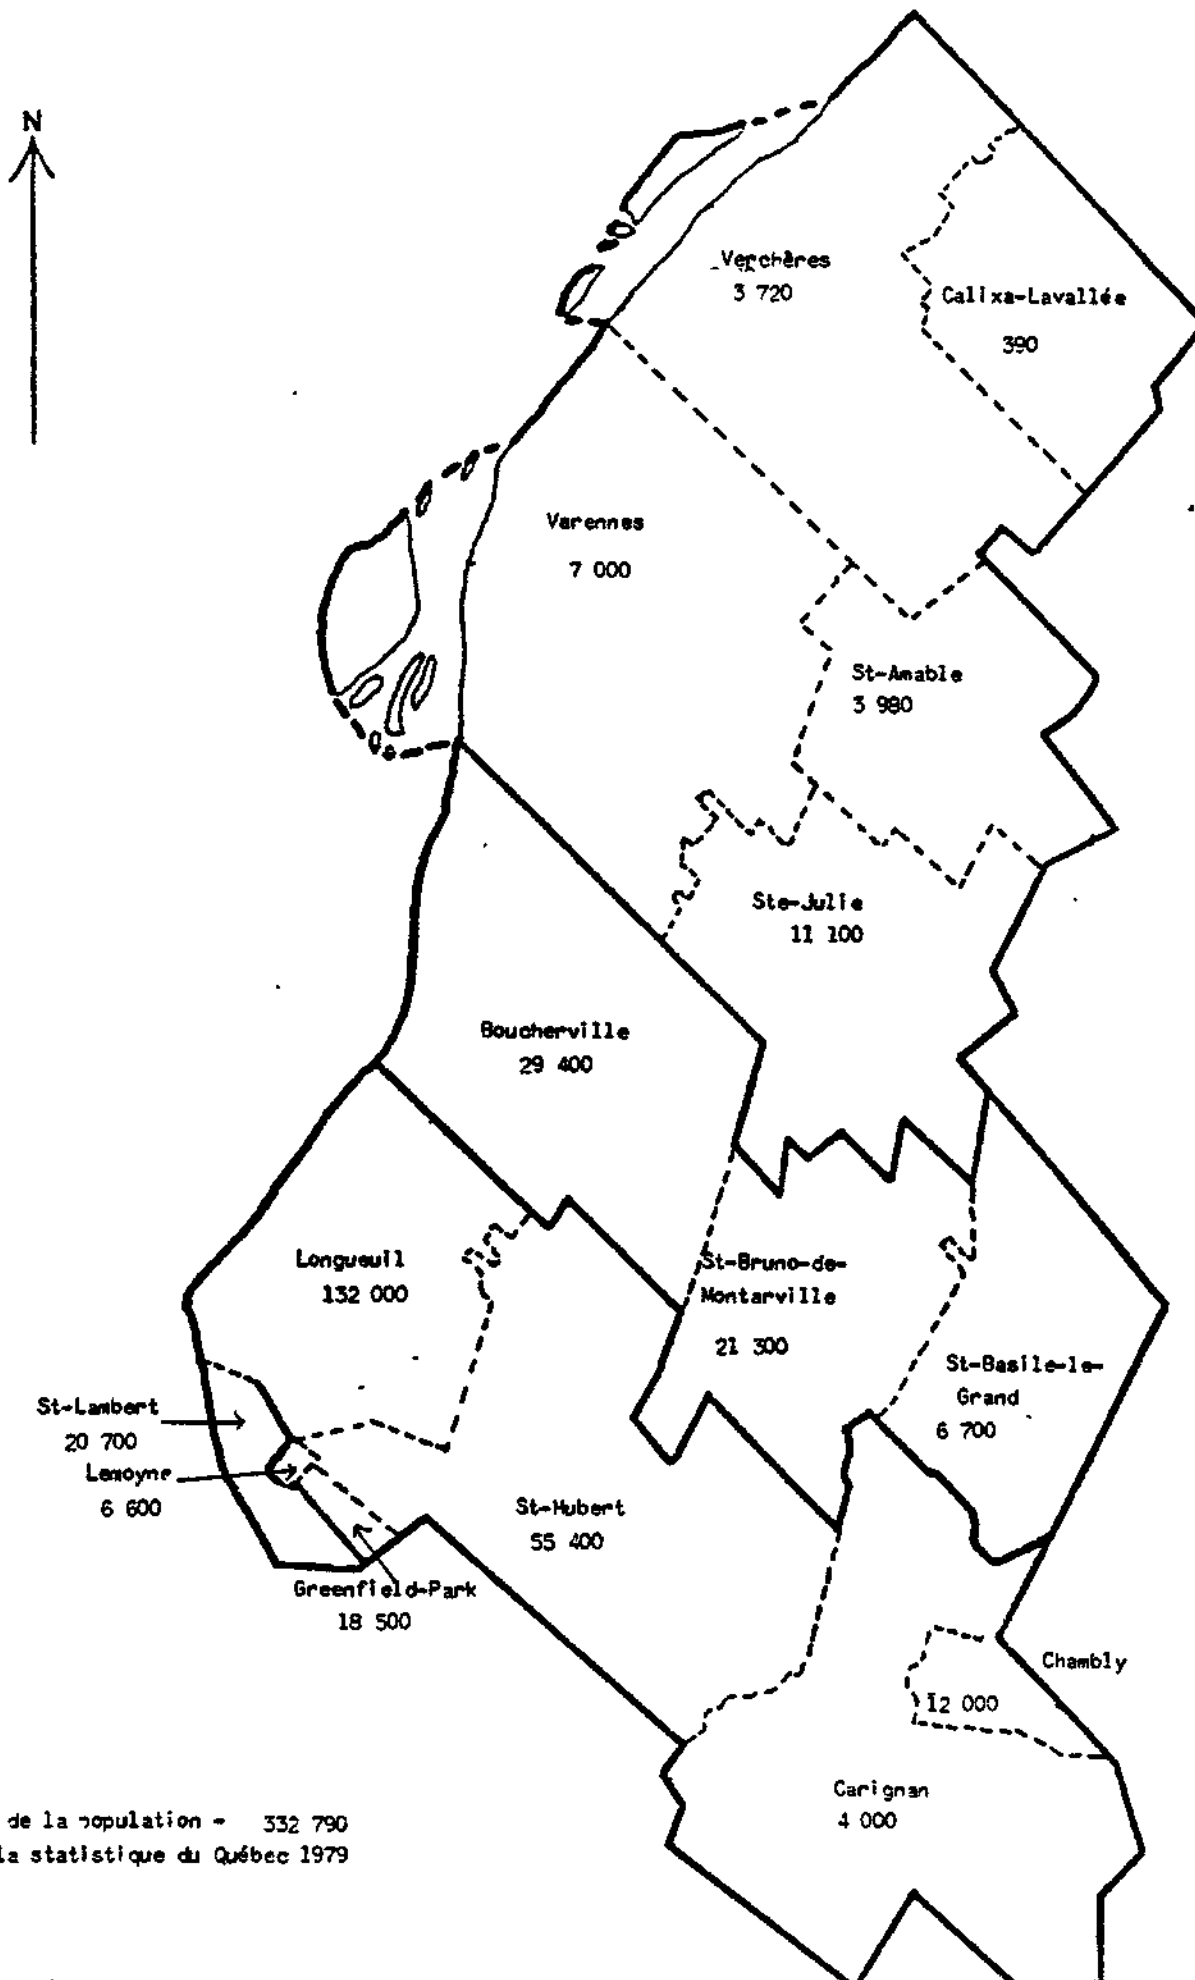 N
Verchères
3 720
Calixa-Lavallée
390
Varennes
7 000
St-Amable
3 980
Ste-Julie
11 100
Boucherville
29 400
Longueuil
132 000
St-Bruno-de-
Montarville
21 300
St-Basile-le-
Grand
6 700
St-Lambert
20 700
Lemoyne
6 600
St-Hubert
55 400
Greenfield-Park
18 500
Chambly
12 000
Carignan
4 000
de la population - 332 790
la statistique du Québec 1979